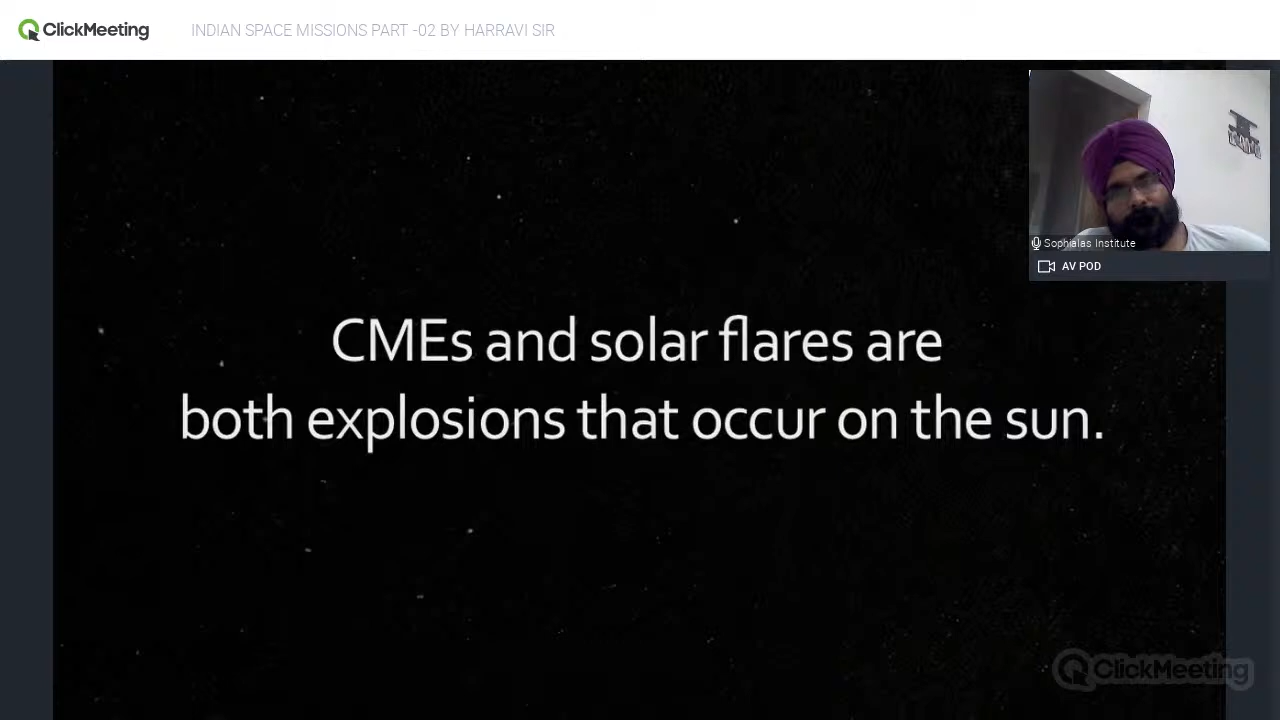 ClickMeeting
INDIAN SPACE MISSIONS PART -02 BY HARRAVI SIR
Sophialas Institute
AV POD
CMEs and solar flares are
both explosions that occur on the sun.
ClickMeeting